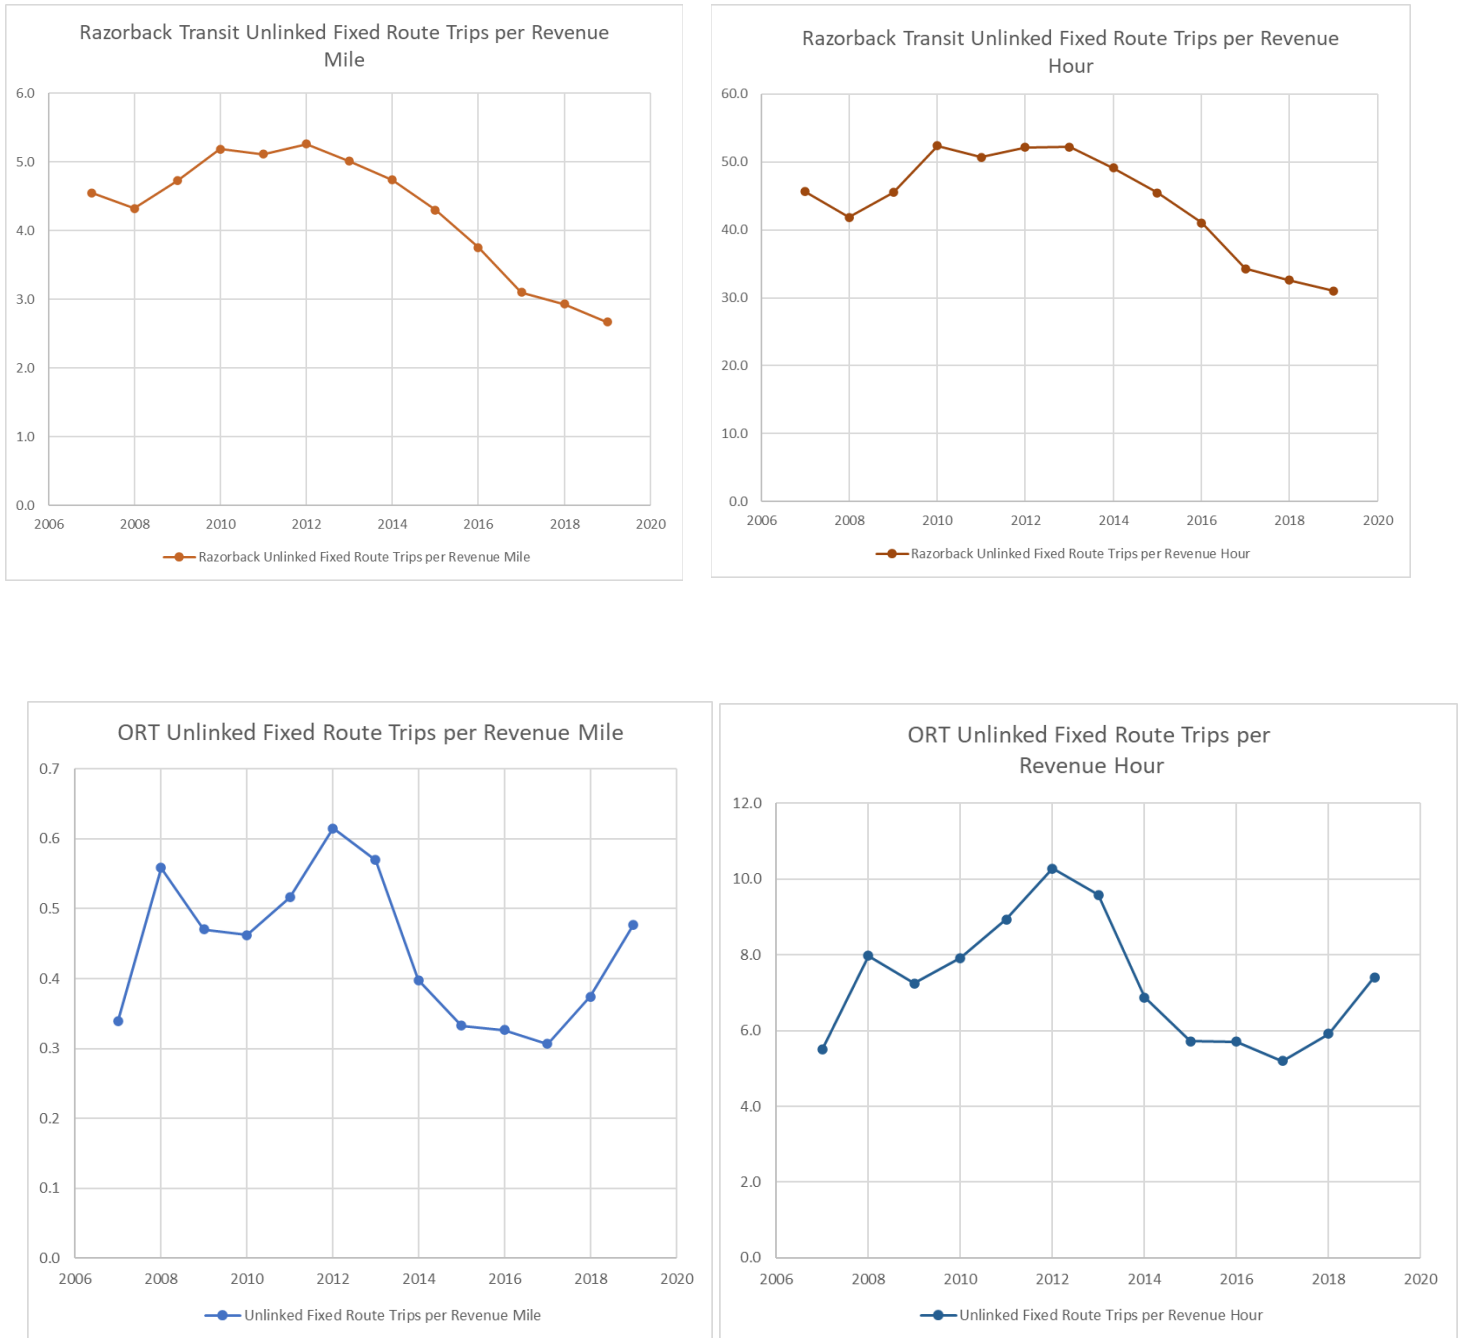 Razorback Transit Unlinked Fixed Route Trips per Revenue
Mile
6.0
5.0
4.0
3.0
2.0
1.0
0.0
2006 2008 2010 2012 2014 2016 2018 2020
Razorback Unlinked Fixed Route Trips per Revenue Mile
Razorback Transit Unlinked Fixed Route Trips per Revenue
Hour
60.0
50.0
40.0
30.0
20.0
10.0
0.0
2006 2008 2010 2012 2014 2016 2018 2020
Razorback Unlinked Fixed Route Trips per Revenue Hour
ORT Unlinked Fixed Route Trips per Revenue Mile
0.7
0.6
0.5
0.4
0.3
0.2
0.1
0.0
2006 2008 2010 2012 2014 2016 2018 2020
Unlinked Fixed Route Trips per Revenue Mile
ORT Unlinked Fixed Route Trips per
Revenue Hour
12.0
10.0
8.0
6.0
4.0
2.0
0.0
2006 2008 2010 2012 2014 2016 2018 2020
Unlinked Fixed Route Trips per Revenue Hour